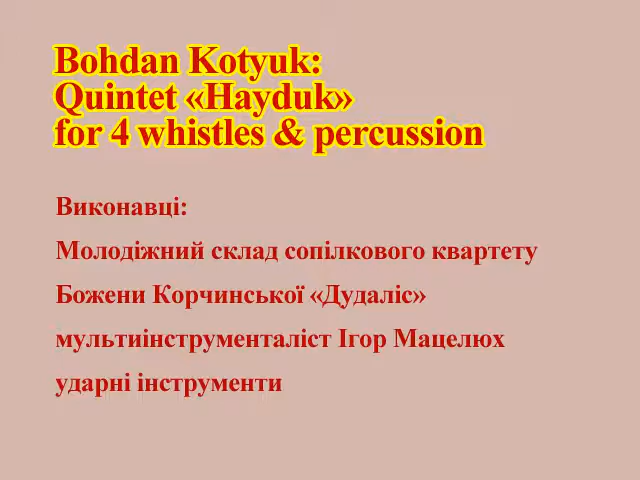 Bohdan Kotyuk:
Quintet «Hayduk»
for 4 whistles & percussion
Виконавці:
Молодіжний склад сопілкового квартету
Божени Корчинської «Дудаліс»
мультиінструменталіст Ігор Мацелюх
ударні інструменти